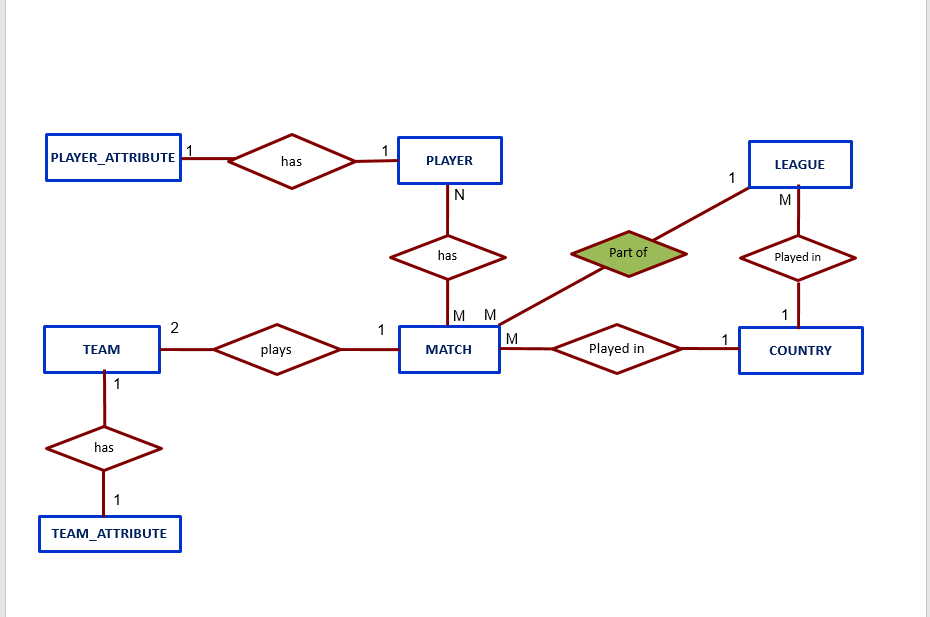 PLAYER_ATTRIBUTE
1
has
1
PLAYER
LEAGUE
1
N
M
has
Part of
Played in
M
M
1
TEAM
2
plays
1
MATCH
M
Played in
1
COUNTRY
1
has
1
TEAM_ATTRIBUTE